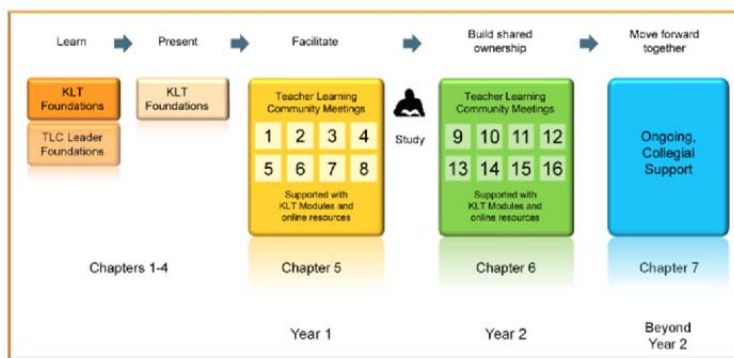 Learn
Present
Facilitate
Build shared
ownership
Move forward
together
KLT
Foundations
TLC Leader
Foundations
KLT
Foundations
Teacher Learning
Community Meetings
1 2 3 4
5 6 7 8
Supported with
KLT Modules and
online resources
Study
Teacher Learning
Community Meetings
9 10 11 12
13 14 15 16
Supported with
KLT Modules and
online resources
Ongoing,
Collegial
Support
Chapters 1-4
Chapter 5
Chapter 6
Chapter 7
Year 1
Year 2
Beyond
Year 2